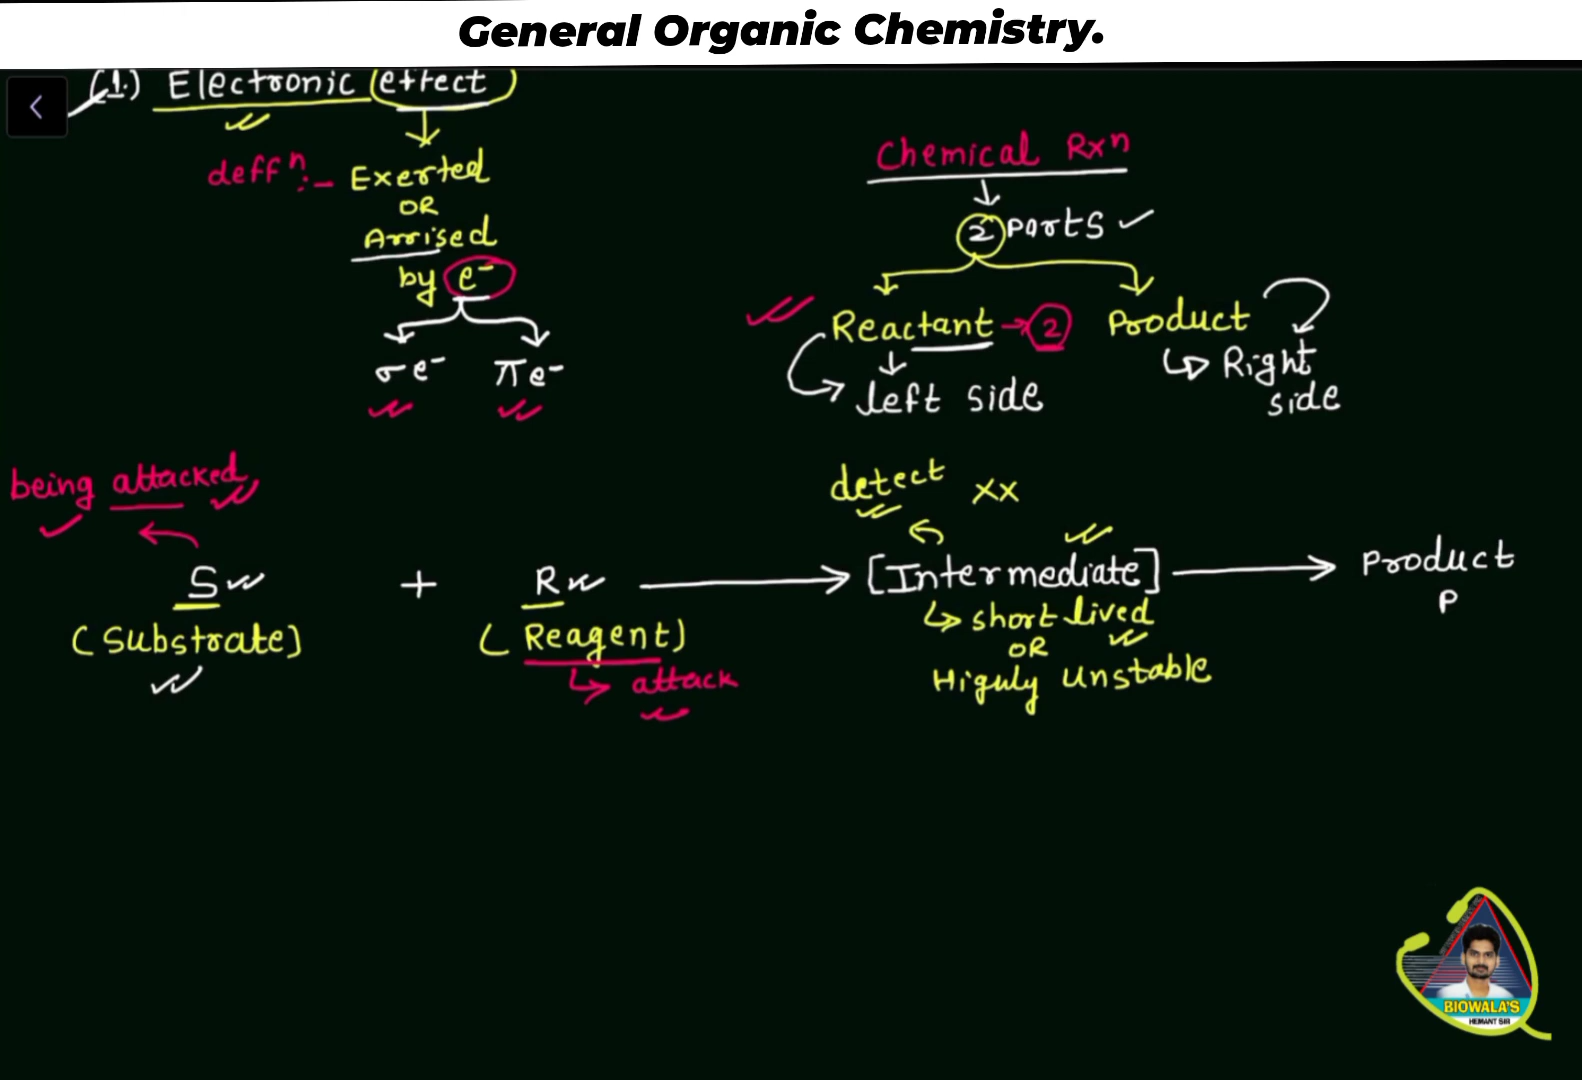 General Organic Chemistry.
(1.) Electronic effect
deffⁿ:- Exerted
OR
Arrised
by e⁻
σe⁻ πe⁻
Chemical Rxⁿ
2 parts
Reactant → 2 Product
left side
Right
side
being attacked
detect xx
S + R → [Intermediate] → Product
P
(Substrate) (Reagent)
attack
short lived
OR
Higuly Unstable
BIOWALA'S
HEMANT SIR